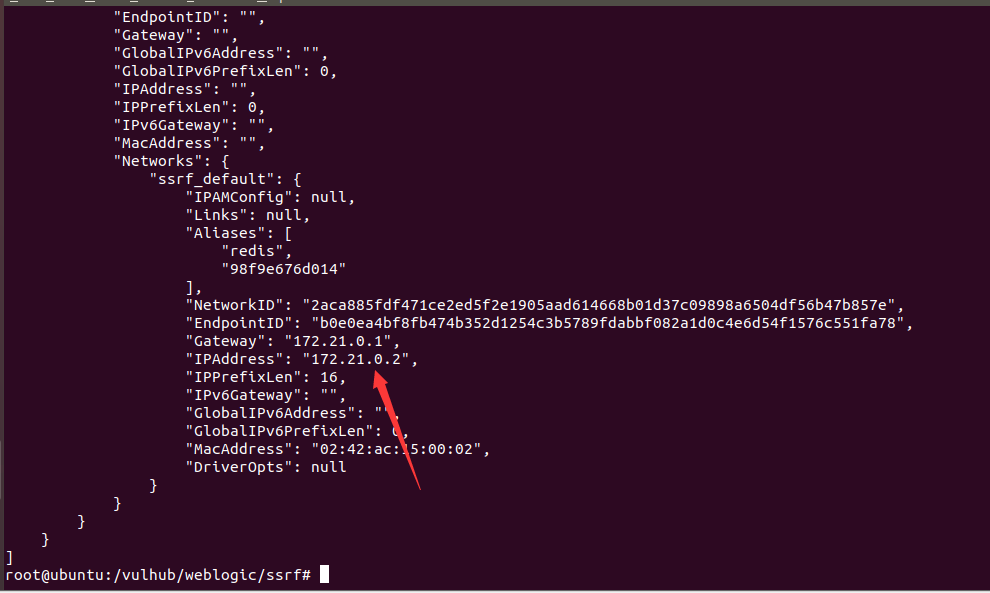 "EndpointID": "",
"Gateway": "",
"GlobalIPv6Address": "",
"GlobalIPv6PrefixLen": 0,
"IPAddress": "",
"IPPrefixLen": 0,
"IPv6Gateway": "",
"MacAddress": "",
"Networks": {
"ssrf_default": {
"IPAMConfig": null,
"Links": null,
"Aliases": [
"redis",
"98f9e676d014"
],
"NetworkID": "2aca885fdf471ce2ed5f2e1905aad614668b01d37c09898a6504df56b47b857e",
"EndpointID": "b0e0ea4bf8fb474b352d1254c3b5789fdabbf082a1d0c4e6d54f1576c551fa78",
"Gateway": "172.21.0.1",
"IPAddress": "172.21.0.2",
"IPPrefixLen": 16,
"IPv6Gateway": "",
"GlobalIPv6Address": "",
"GlobalIPv6PrefixLen": 0,
"MacAddress": "02:42:ac:15:00:02",
"DriverOpts": null
}
}
}
}
]
root@ubuntu:/vulhub/weblogic/ssrf#